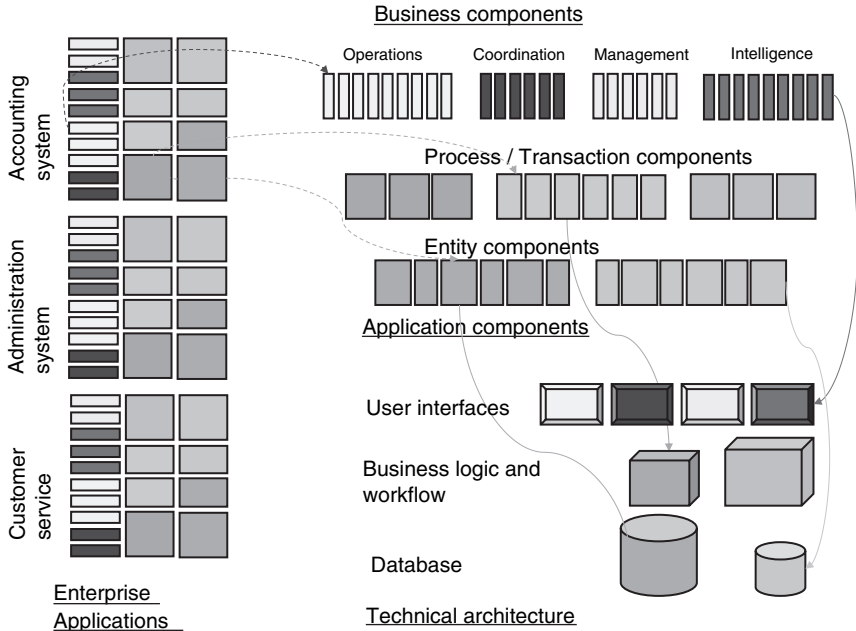 Business components
Operations
Coordination
Management
Intelligence
Accounting
system
Process / Transaction components
Entity components
Administration
system
Application components
User interfaces
Customer
service
Business logic and
workflow
Database
Enterprise
Applications
Technical architecture